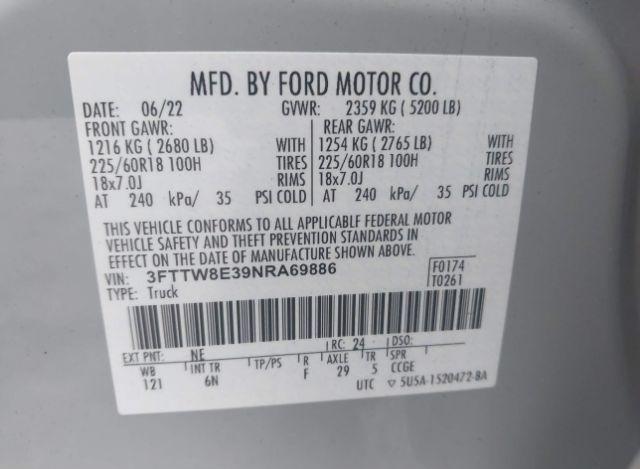 MFD. BY FORD MOTOR CO.
DATE: 06/22 GVWR: 2359 KG ( 5200 LB)
FRONT GAWR: REAR GAWR:
1216 KG ( 2680 LB) WITH 1254 KG ( 2765 LB) WITH
225/60R18 100H TIRES 225/60R18 100H TIRES
18x7.0J RIMS 18x7.0J RIMS
AT 240 kPa/ 35 PSI COLD AT 240 kPa/ 35 PSI COLD
THIS VEHICLE CONFORMS TO ALL APPLICABLE FEDERAL MOTOR
VEHICLE SAFETY AND THEFT PREVENTION STANDARDS IN
EFFECT ON THE DATE OF MANUFACTURE SHOWN ABOVE.
VIN: 3FTTW8E39NRA69886 F0174
TYPE: Truck T0261
EXT PNT: NE RC: 24 DSO:
WB INT TR TP/PS R AXLE TR SPR
121 6N F 29 5 CCGE
UTC ▽ 5U5A-1520472-BA